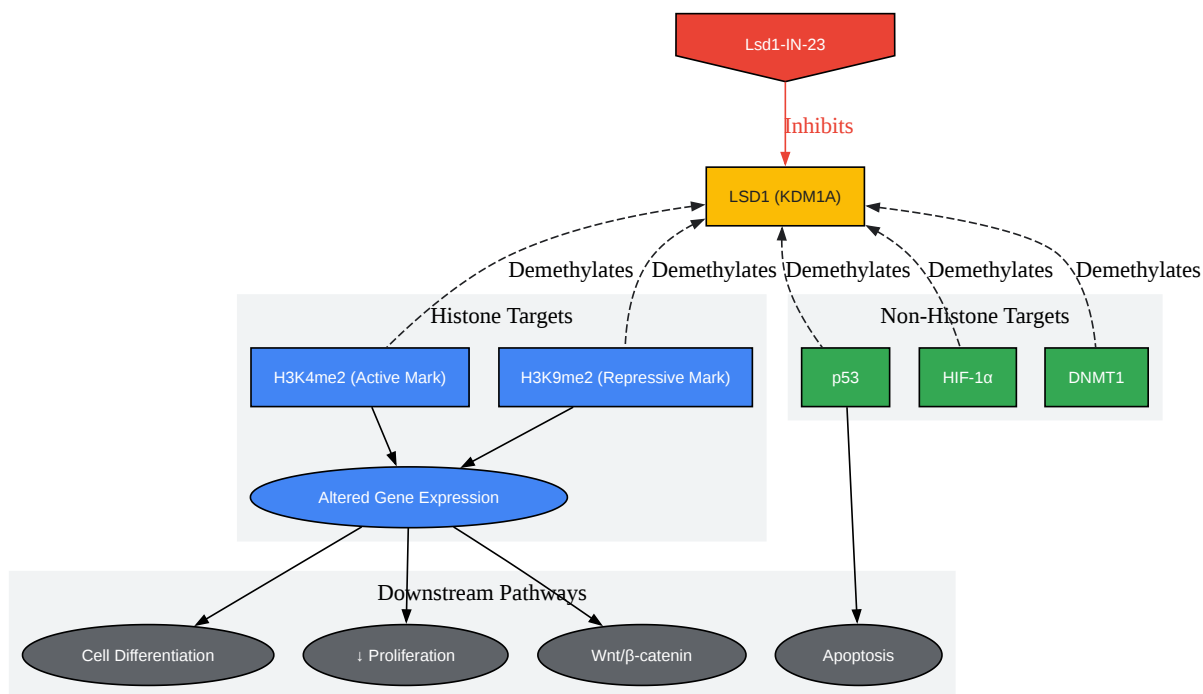 Lsd1-IN-23
Inhibits
LSD1 (KDM1A)
Demethylates
Demethylates
Demethylates
Demethylates
Demethylates
Histone Targets
Non-Histone Targets
H3K4me2 (Active Mark)
H3K9me2 (Repressive Mark)
p53
HIF-1α
DNMT1
Altered Gene Expression
Downstream Pathways
Cell Differentiation
↓ Proliferation
Wnt/β-catenin
Apoptosis